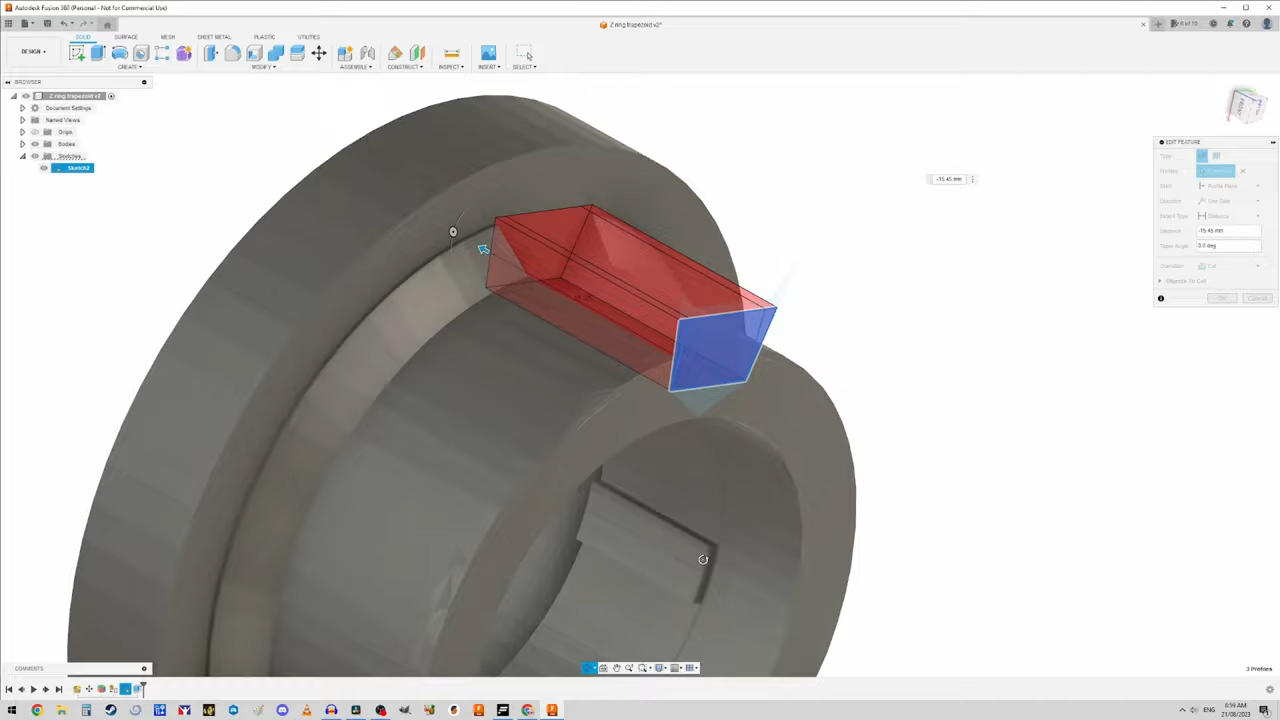 Autodesk Fusion 360 (Personal - Not for Commercial Use)
Z ring trapezoid v2*
6 of 10
SOLID SURFACE MESH SHEET METAL PLASTIC UTILITIES
DESIGN
CREATE MODIFY ASSEMBLE CONSTRUCT INSPECT INSERT SELECT
BROWSER
Z ring trapezoid v2
Document Settings
Named Views
Origin
Bodies
Sketches
Sketch2
-15.45 mm
EDIT FEATURE
Type
Profiles
Start Profile Plane
Direction One Side
Extent Type Distance
Distance -15.45 mm
Taper Angle 0.0 deg
Operation Cut
Objects To Cut
OK Cancel
COMMENTS
3 Profiles
ENG
8:59 AM
21/08/2023